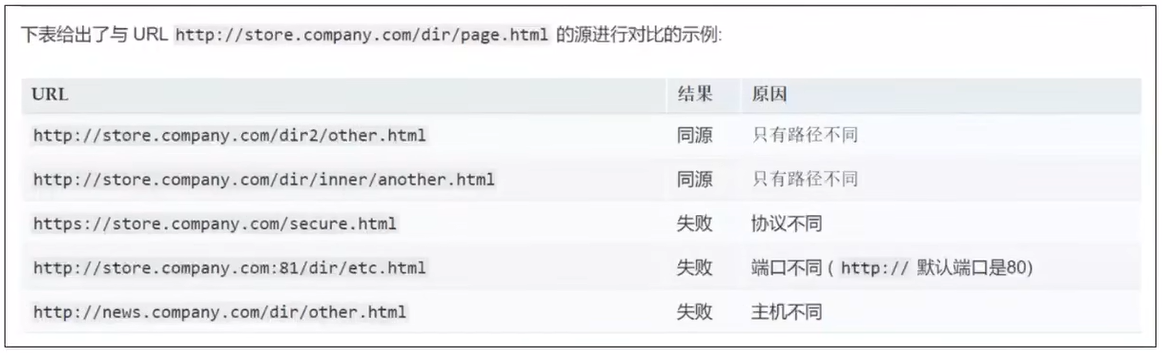 下表给出了与 URL http://store.company.com/dir/page.html 的源进行对比的示例:
URL 结果 原因
http://store.company.com/dir2/other.html 同源 只有路径不同
http://store.company.com/dir/inner/another.html 同源 只有路径不同
https://store.company.com/secure.html 失败 协议不同
http://store.company.com:81/dir/etc.html 失败 端口不同 ( http:// 默认端口是80)
http://news.company.com/dir/other.html 失败 主机不同